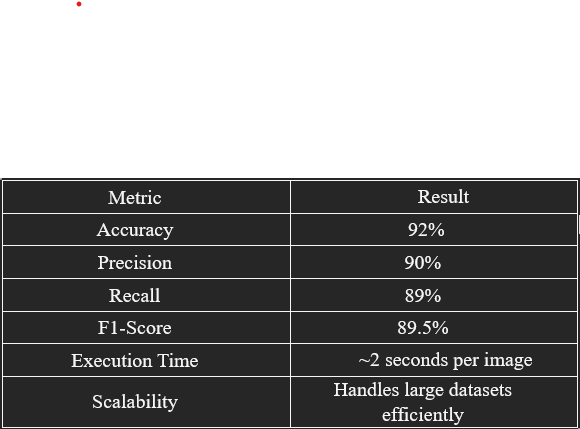 Metric Result
Accuracy 92%
Precision 90%
Recall 89%
F1-Score 89.5%
Execution Time ~2 seconds per image
Scalability Handles large datasets
efficiently